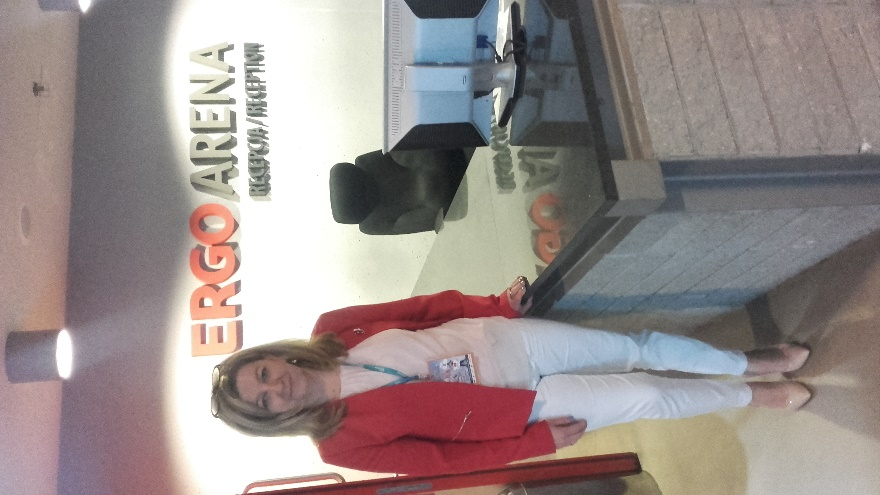 ERGO ARENA
RECEPCJA / RECEPTION